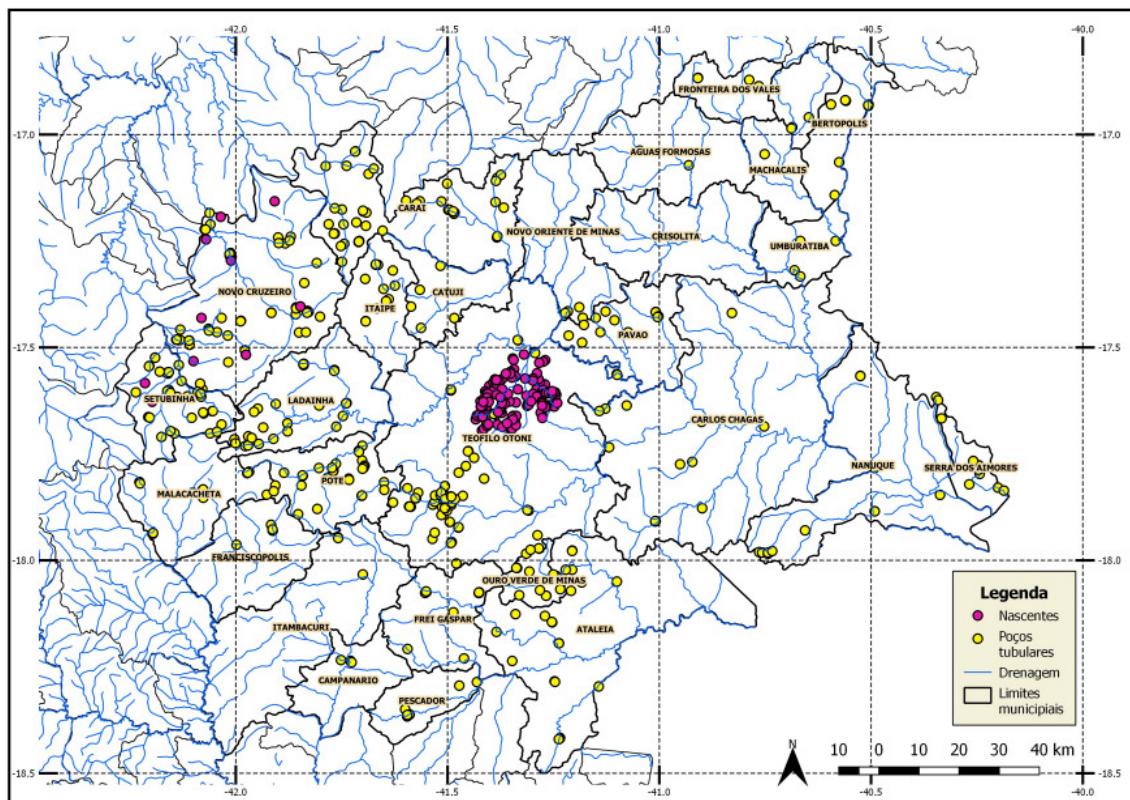 -42.0
-41.5
-41.0
-40.5
-40.0
-17.0
-17.0
FRONTEIRA DOS VALES
BERTOPOLIS
AGUAS FORMOSAS
MACHACALIS
CARAI
NOVO ORIENTE DE MINAS
CRISOLITA
UMBURATIBA
NOVO CRUZEIRO
CATUJI
ITAIPE
PAVAO
-17.5
-17.5
SETUBINHA
LADAINHA
CARLOS CHAGAS
TEOFILO OTONI
NANUQUE
SERRA DOS AIMORES
POTE
MALACACHETA
FRANCISCOPOLIS
-18.0
-18.0
OURO VERDE DE MINAS
ITAMBACURI
FREI GASPAR
ATALEIA
CAMPANARIO
PESCADOR
Legenda
Nascentes
Poços
tubulares
Drenagem
Limites
municipiais
N
10 0 10 20 30 40 km
-18.5
-18.5
-42.0
-41.5
-41.0
-40.5
-40.0